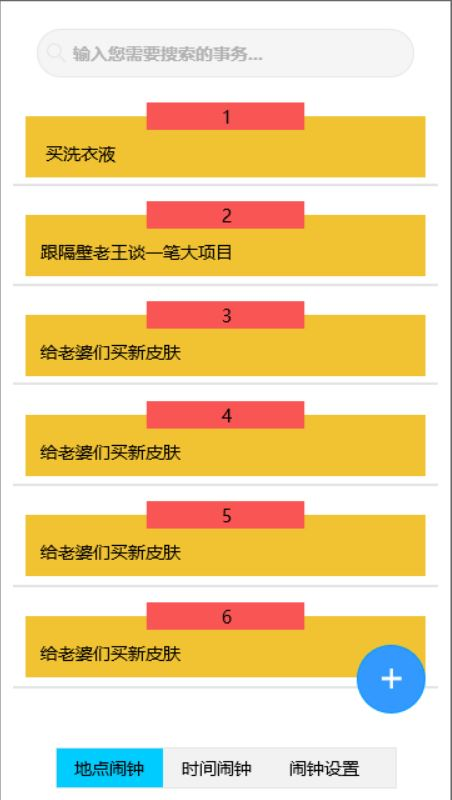 输入您需要搜索的事务...
1
买洗衣液
2
跟隔壁老王谈一笔大项目
3
给老婆们买新皮肤
4
给老婆们买新皮肤
5
给老婆们买新皮肤
6
给老婆们买新皮肤
+
地点闹钟 时间闹钟 闹钟设置